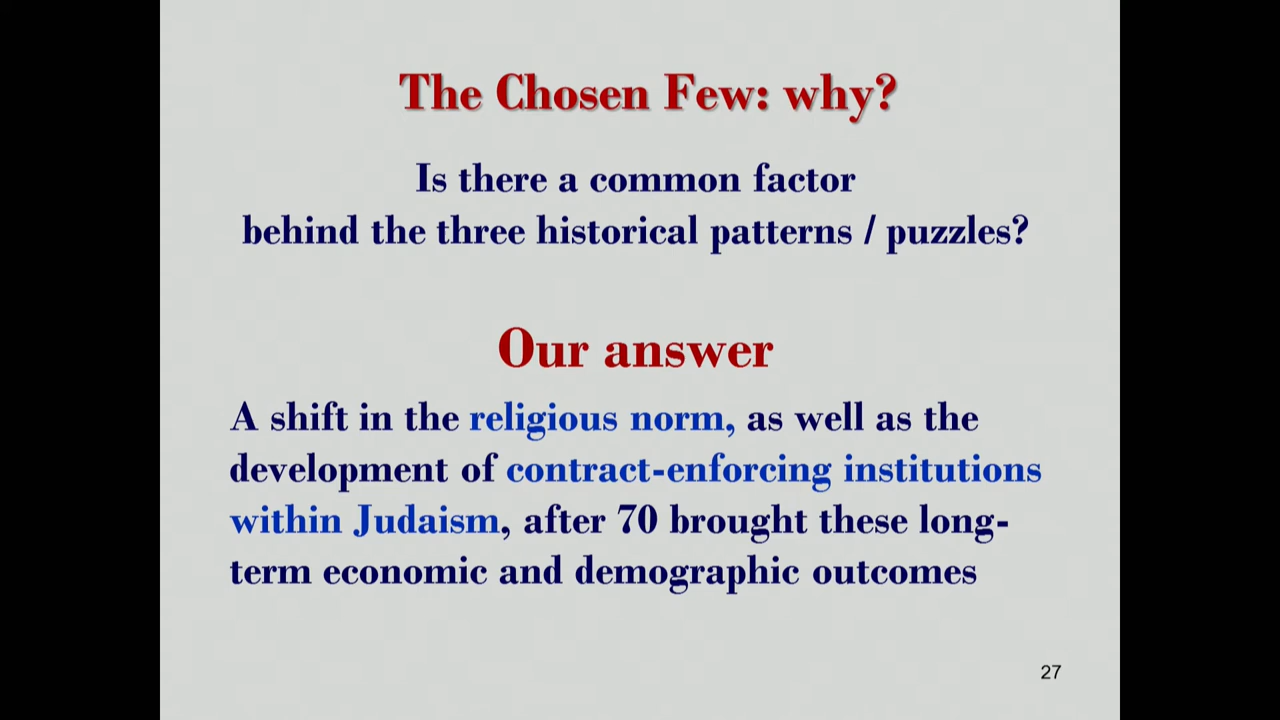 The Chosen Few: why?
Is there a common factor
behind the three historical patterns / puzzles?
Our answer
A shift in the religious norm, as well as the
development of contract-enforcing institutions
within Judaism, after 70 brought these long-
term economic and demographic outcomes
27